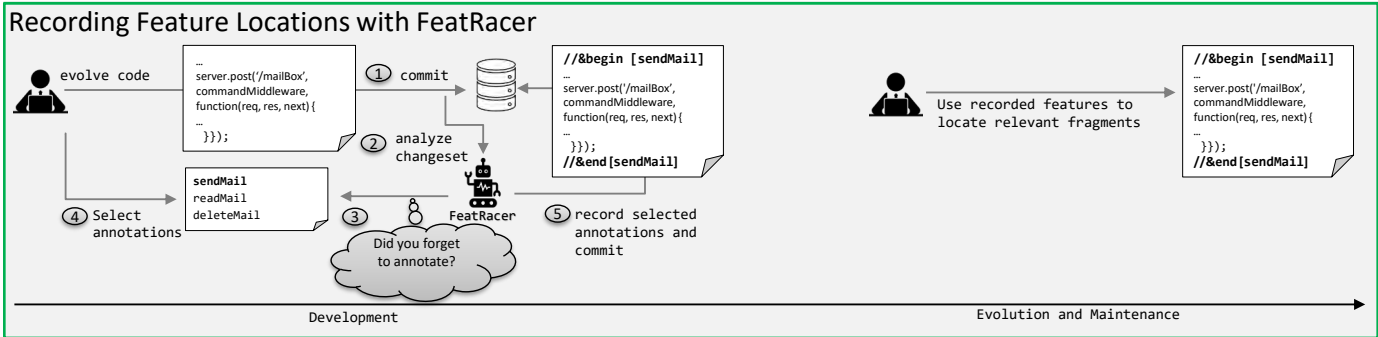 Recording Feature Locations with FeatRacer
evolve code
…
server.post('/mailBox',
commandMiddleware,
function(req, res, next) {
…
}});
1 commit
2 analyze
changeset
//&begin [sendMail]
…
server.post('/mailBox',
commandMiddleware,
function(req, res, next) {
…
}});
//&end[sendMail]
4 Select
annotations
sendMail
readMail
deleteMail
3
Did you forget
to annotate?
FeatRacer
5 record selected
annotations and
commit
Use recorded features to
locate relevant fragments
//&begin [sendMail]
…
server.post('/mailBox',
commandMiddleware,
function(req, res, next) {
…
}});
//&end[sendMail]
Development
Evolution and Maintenance